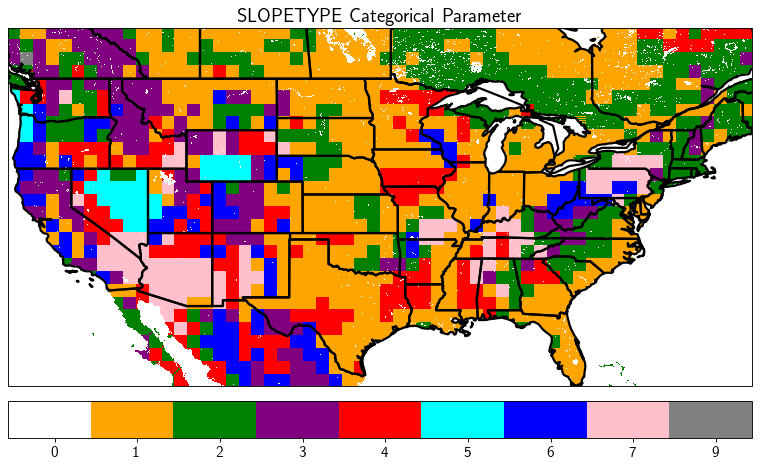 SLOPETYPE Categorical Parameter
0 1 2 3 4 5 6 7 9